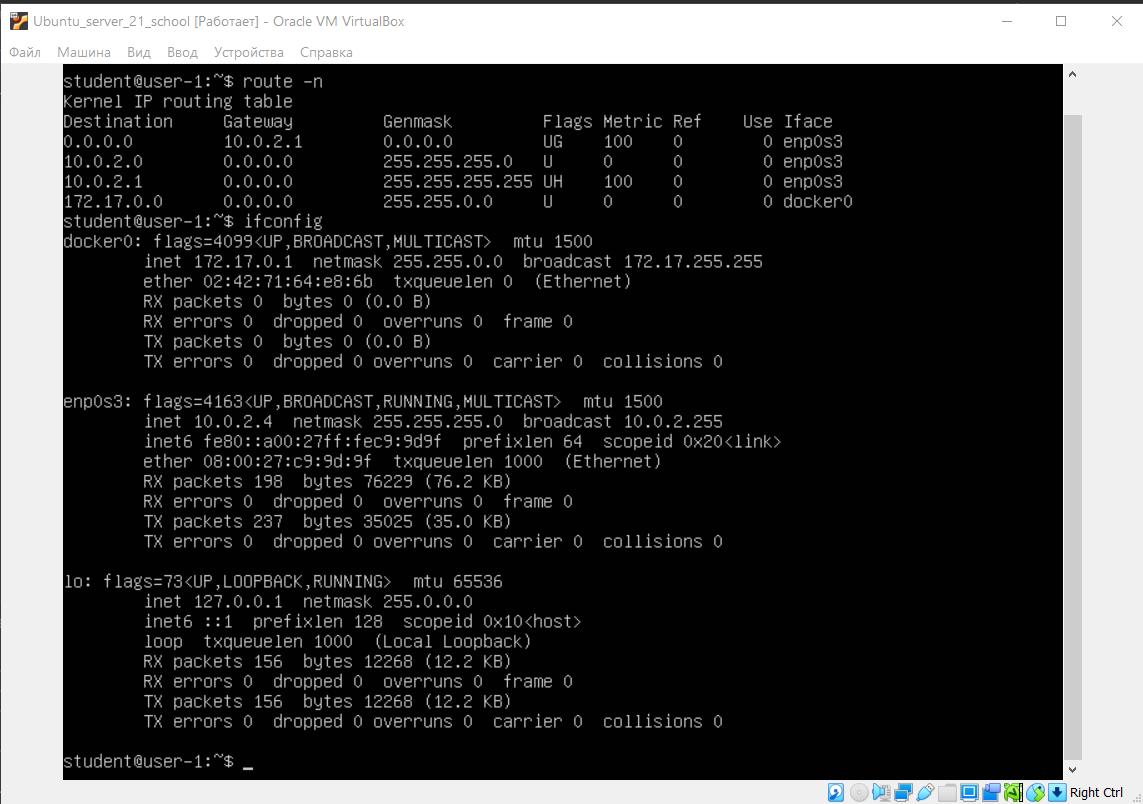 Ubuntu_server_21_school [Работает] - Oracle VM VirtualBox
Файл Машина Вид Ввод Устройства Справка
student@user-1:~$ route -n
Kernel IP routing table
Destination     Gateway         Genmask         Flags Metric Ref    Use Iface
0.0.0.0         10.0.2.1        0.0.0.0         UG    100    0        0 enp0s3
10.0.2.0        0.0.0.0         255.255.255.0   U     0      0        0 enp0s3
10.0.2.1        0.0.0.0         255.255.255.255 UH    100    0        0 enp0s3
172.17.0.0      0.0.0.0         255.255.0.0     U     0      0        0 docker0
student@user-1:~$ ifconfig
docker0: flags=4099<UP,BROADCAST,MULTICAST>  mtu 1500
        inet 172.17.0.1  netmask 255.255.0.0  broadcast 172.17.255.255
        ether 02:42:71:64:e8:6b  txqueuelen 0  (Ethernet)
        RX packets 0  bytes 0 (0.0 B)
        RX errors 0  dropped 0  overruns 0  frame 0
        TX packets 0  bytes 0 (0.0 B)
        TX errors 0  dropped 0 overruns 0  carrier 0  collisions 0
enp0s3: flags=4163<UP,BROADCAST,RUNNING,MULTICAST>  mtu 1500
        inet 10.0.2.4  netmask 255.255.255.0  broadcast 10.0.2.255
        inet6 fe80::a00:27ff:fec9:9d9f  prefixlen 64  scopeid 0x20<link>
        ether 08:00:27:c9:9d:9f  txqueuelen 1000  (Ethernet)
        RX packets 198  bytes 76229 (76.2 KB)
        RX errors 0  dropped 0  overruns 0  frame 0
        TX packets 237  bytes 35025 (35.0 KB)
        TX errors 0  dropped 0 overruns 0  carrier 0  collisions 0
lo: flags=73<UP,LOOPBACK,RUNNING>  mtu 65536
        inet 127.0.0.1  netmask 255.0.0.0
        inet6 ::1  prefixlen 128  scopeid 0x10<host>
        loop  txqueuelen 1000  (Local Loopback)
        RX packets 156  bytes 12268 (12.2 KB)
        RX errors 0  dropped 0  overruns 0  frame 0
        TX packets 156  bytes 12268 (12.2 KB)
        TX errors 0  dropped 0 overruns 0  carrier 0  collisions 0
student@user-1:~$ _
Right Ctrl